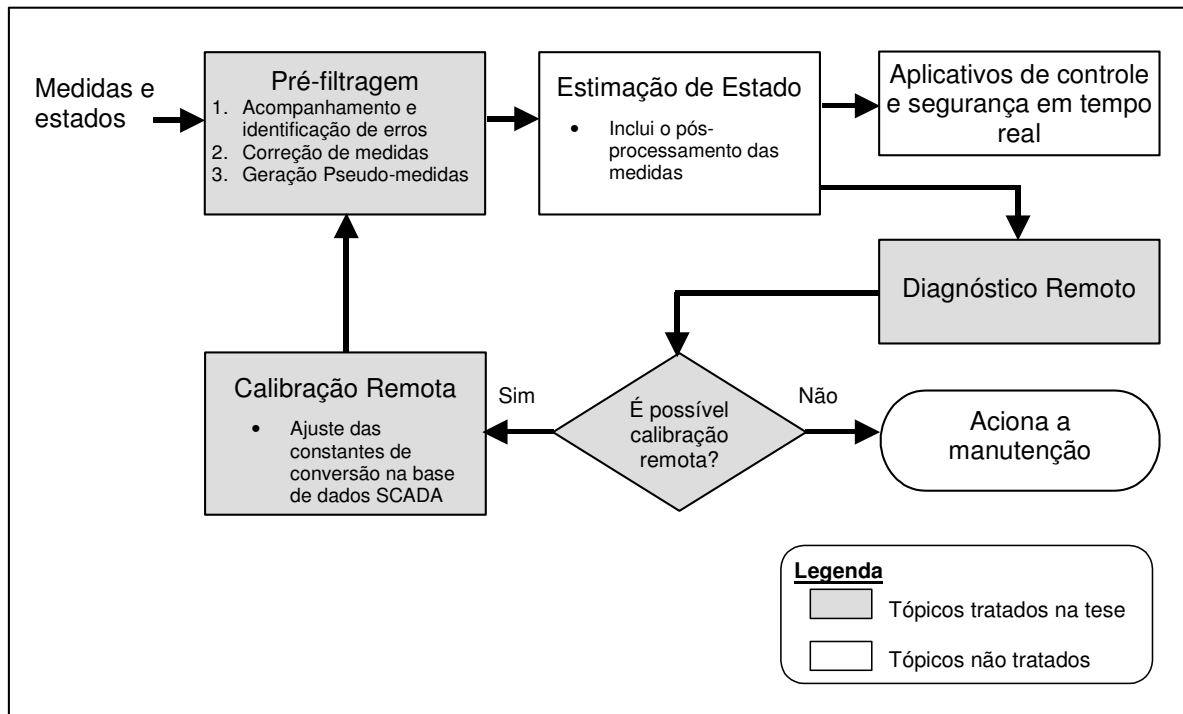 Medidas e
estados
Pré-filtragem
1. Acompanhamento e
identificação de erros
2. Correção de medidas
3. Geração Pseudo-medidas
Estimação de Estado
• Inclui o pós-
processamento das
medidas
Aplicativos de controle
e segurança em tempo
real
Diagnóstico Remoto
Calibração Remota
• Ajuste das
constantes de
conversão na base
de dados SCADA
Sim
É possível
calibração
remota?
Não
Aciona a
manutenção
Legenda
Tópicos tratados na tese
Tópicos não tratados